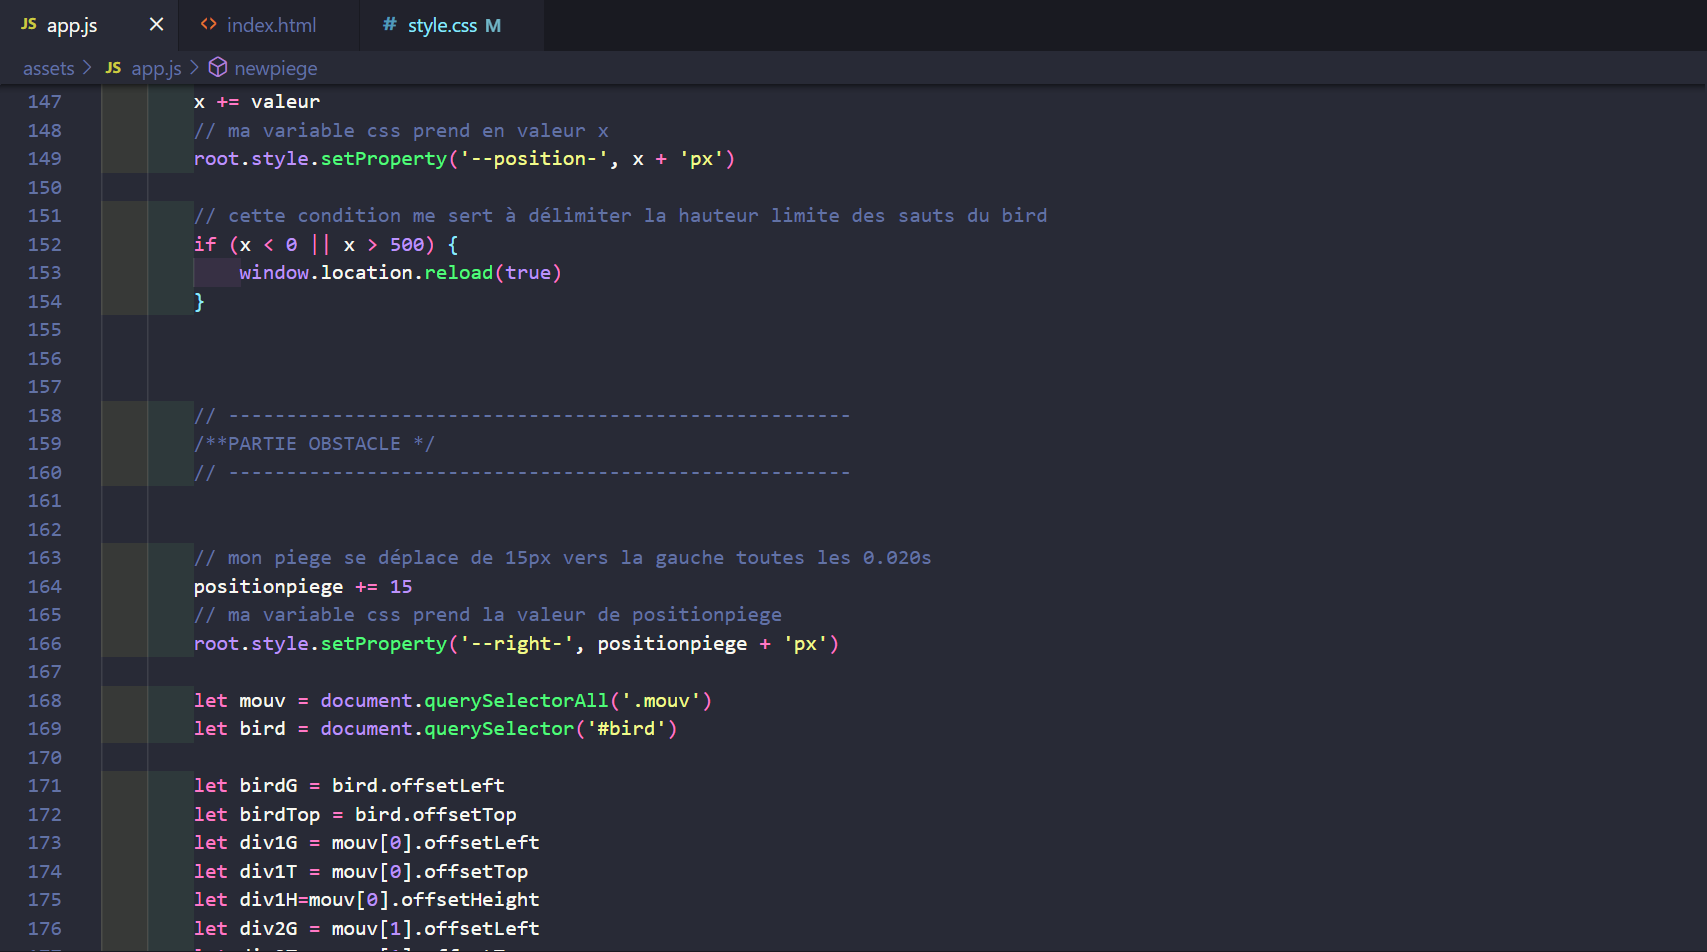 JS app.js × <> index.html # style.css M
assets > JS app.js > newpiege
147 x += valeur
148 // ma variable css prend en valeur x
149 root.style.setProperty('--position-', x + 'px')
150
151 // cette condition me sert à délimiter la hauteur limite des sauts du bird
152 if (x < 0 || x > 500) {
153 window.location.reload(true)
154 }
155
156
157
158 // ------------------------------------------------------
159 /**PARTIE OBSTACLE */
160 // ------------------------------------------------------
161
162
163 // mon piege se déplace de 15px vers la gauche toutes les 0.020s
164 positionpiege += 15
165 // ma variable css prend la valeur de positionpiege
166 root.style.setProperty('--right-', positionpiege + 'px')
167
168 let mouv = document.querySelectorAll('.mouv')
169 let bird = document.querySelector('#bird')
170
171 let birdG = bird.offsetLeft
172 let birdTop = bird.offsetTop
173 let div1G = mouv[0].offsetLeft
174 let div1T = mouv[0].offsetTop
175 let div1H=mouv[0].offsetHeight
176 let div2G = mouv[1].offsetLeft